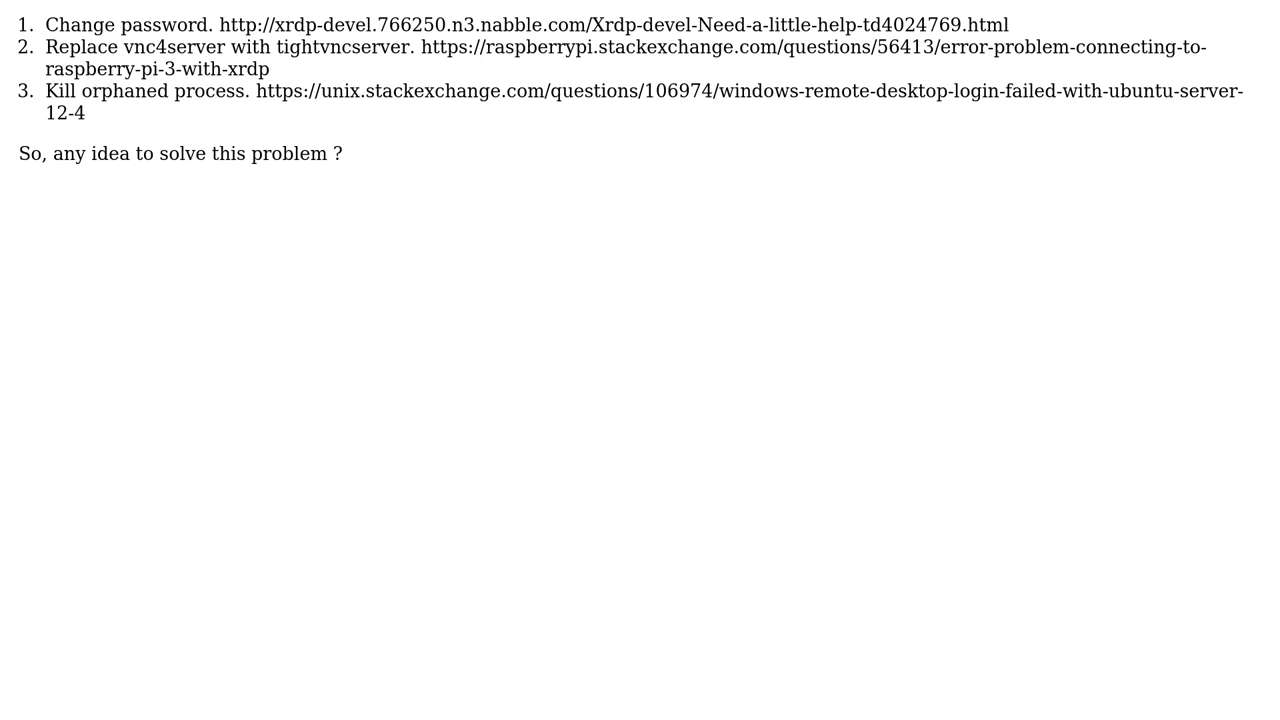 1. Change password. http://xrdp-devel.766250.n3.nabble.com/Xrdp-devel-Need-a-little-help-td4024769.html
2. Replace vnc4server with tightvncserver. https://raspberrypi.stackexchange.com/questions/56413/error-problem-connecting-to-
raspberry-pi-3-with-xrdp
3. Kill orphaned process. https://unix.stackexchange.com/questions/106974/windows-remote-desktop-login-failed-with-ubuntu-server-
12-4
So, any idea to solve this problem ?